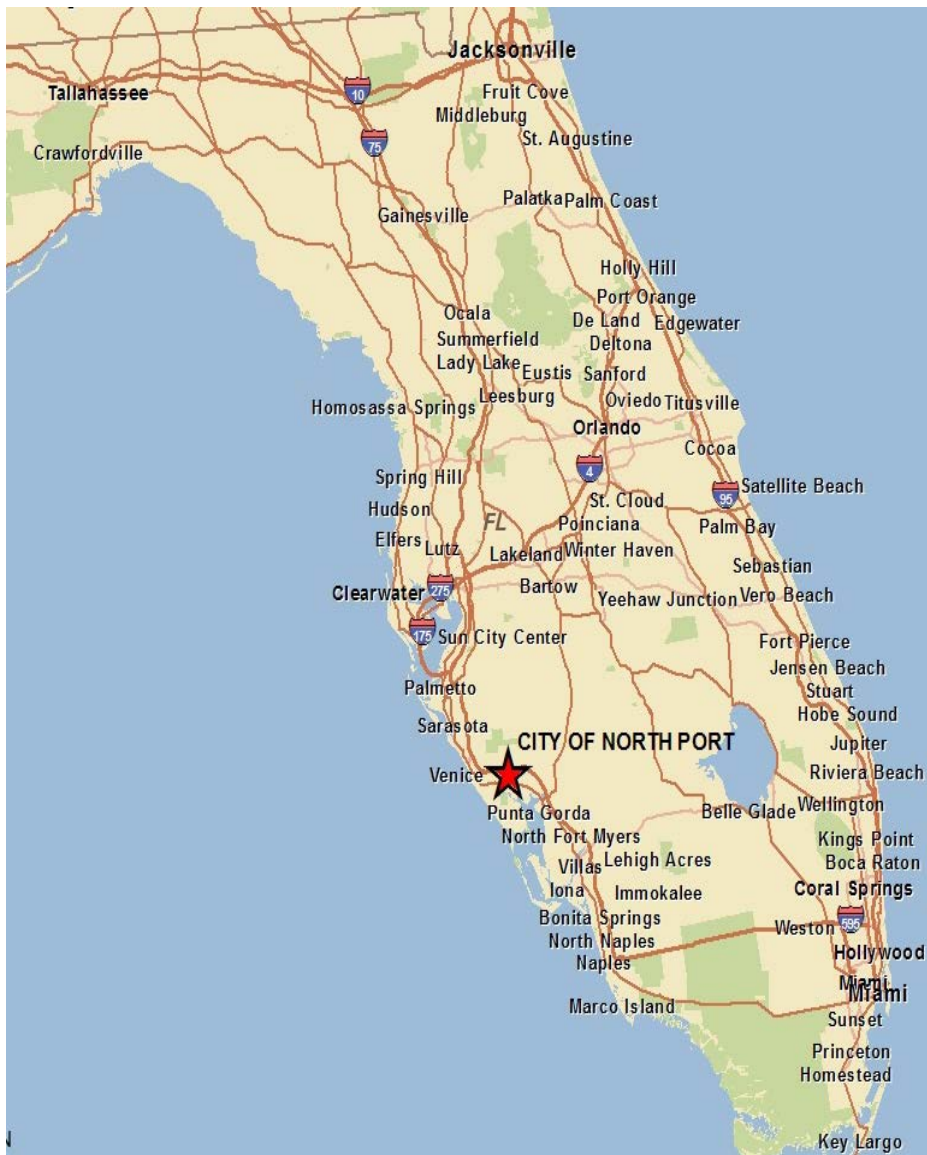 Jacksonville
10
Tallahassee
Fruit Cove
Middleburg
75
St. Augustine
Crawfordville
Palatka
Palm Coast
Gainesville
Holly Hill
Port Orange
Ocala
De Land
Edgewater
Summerfield
Deltona
Lady Lake
Eustis
Sanford
Leesburg
Oviedo
Titusville
Homosassa Springs
Orlando
Cocoa
4
Spring Hill
Satellite Beach
95
St. Cloud
Hudson
FL
Poinciana
Palm Bay
Elfers
Lutz
Lakeland
Winter Haven
Sebastian
Clearwater
275
Bartow
Yeehaw Junction
Vero Beach
175
Sun City Center
Fort Pierce
Jensen Beach
Palmetto
Stuart
Hobe Sound
Sarasota
CITY OF NORTH PORT
Jupiter
Venice
Riviera Beach
Punta Gorda
Belle Glade
Wellington
North Fort Myers
Kings Point
Villas
Lehigh Acres
Boca Raton
Iona
Immokalee
Coral Springs
Bonita Springs
Weston
595
North Naples
Hollywood
Naples
Miami
Miami
Marco Island
Sunset
Princeton
Homestead
Key Largo